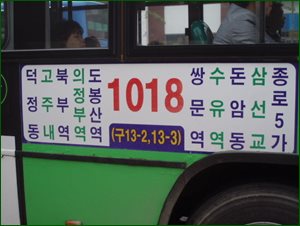 덕정동
고주내
북부역
의정부역
도봉산역
1018
(구13-2,13-3)
쌍문역
수유역
돈암동
삼선교
종로5가